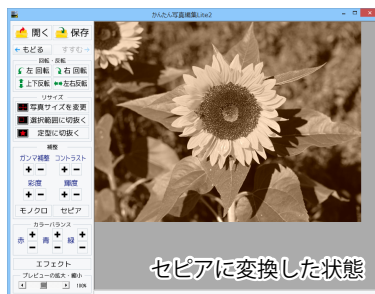 かんたん写真編集Lite2
開く 保存
もどる すすむ
回転・反転
左回転 右回転
上下反転 左右反転
リサイズ
写真サイズを変更
選択範囲に切抜く
定型に切抜く
補整
ガンマ補整 コントラスト
+ − + −
彩度 輝度
+ − + −
モノクロ セピア
カラーバランス
赤 + − 青 + − 緑 + −
エフェクト
プレビューの拡大・縮小
100%
セピアに変換した状態